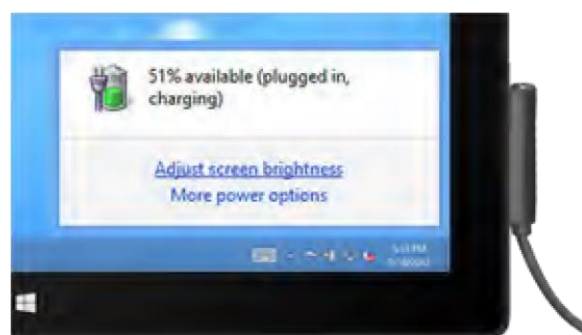 51% available (plugged in,
charging)
Adjust screen brightness
More power options